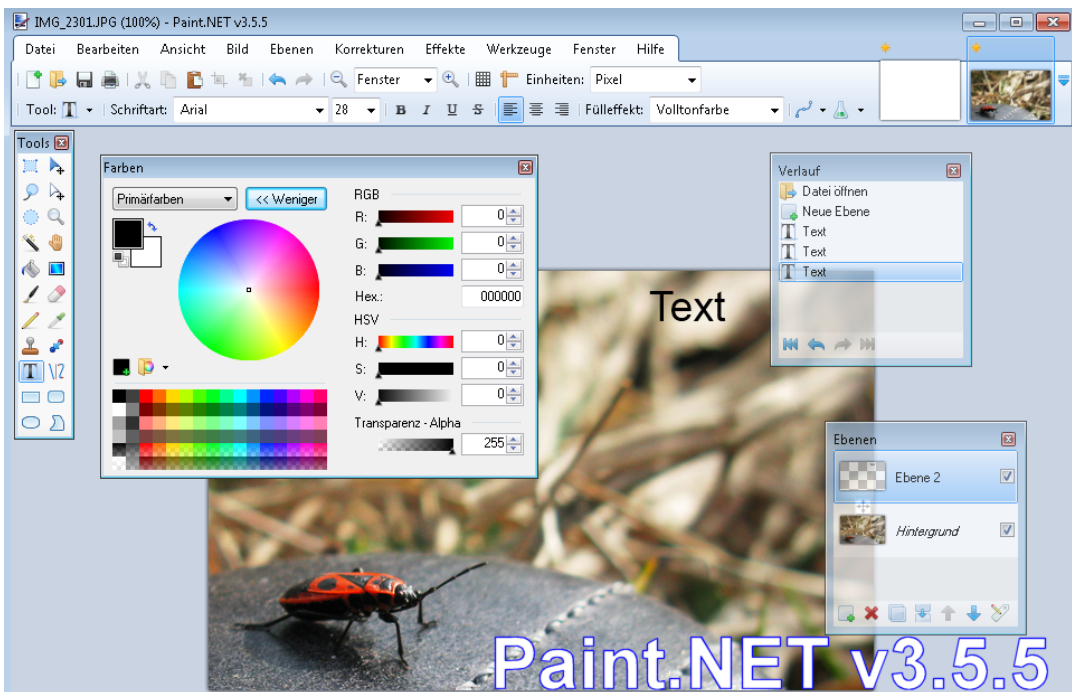 IMG_2301.JPG (100%) - Paint.NET v3.5.5
Datei Bearbeiten Ansicht Bild Ebenen Korrekturen Effekte Werkzeuge Fenster Hilfe
Fenster Einheiten: Pixel
Tool: T Schriftart: Arial 28 B I U S Fülleffekt: Volltonfarbe
Tools
Farben
Primärfarben << Weniger
RGB
R: 0
G: 0
B: 0
Hex.: 000000
HSV
H: 0
S: 0
V: 0
Transparenz - Alpha
255
Text
Verlauf
Datei öffnen
Neue Ebene
Text
Text
Text
Ebenen
Ebene 2
Hintergrund
Paint.NET v3.5.5